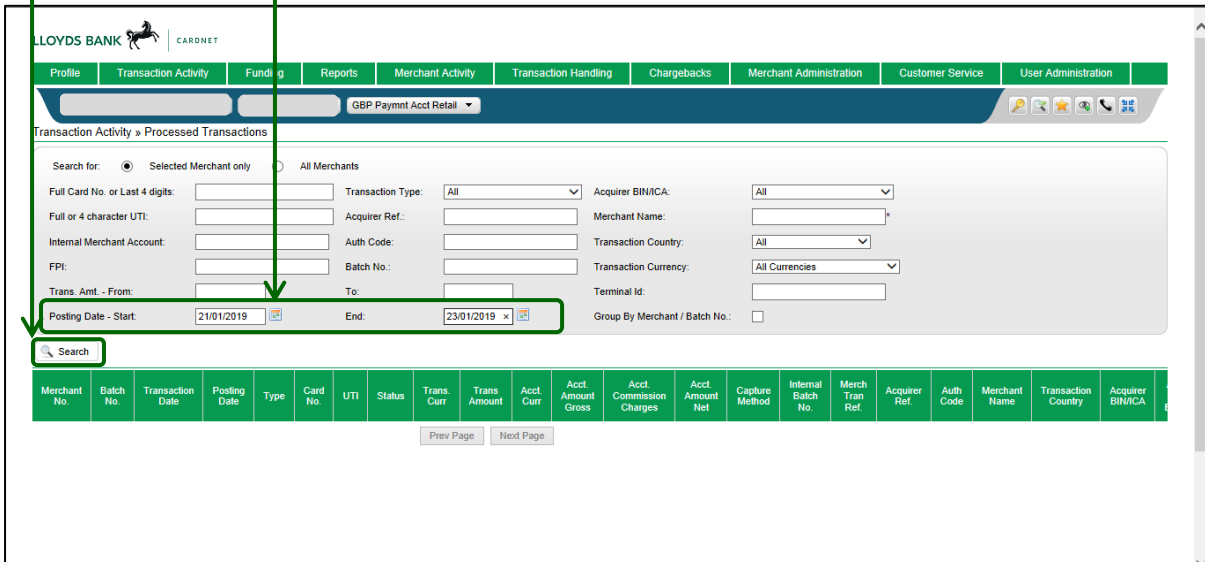 LLOYDS BANK CARDNET
Profile Transaction Activity Funding Reports Merchant Activity Transaction Handling Chargebacks Merchant Administration Customer Service User Administration
GBP Paymnt Acct Retail
Transaction Activity » Processed Transactions
Search for: Selected Merchant only All Merchants
Full Card No. or Last 4 digits: Transaction Type: All Acquirer BIN/ICA: All
Full or 4 character UTI: Acquirer Ref.: Merchant Name: *
Internal Merchant Account: Auth Code: Transaction Country: All
FPI: Batch No.: Transaction Currency: All Currencies
Trans. Amt. - From: To: Terminal Id:
Posting Date - Start: 21/01/2019 End: 23/01/2019 × Group By Merchant / Batch No.:
Search
Merchant No. Batch No. Transaction Date Posting Date Type Card No. UTI Status Trans. Curr Trans Amount Acct. Curr Acct. Amount Gross Acct. Commission Charges Acct. Amount Net Capture Method Internal Batch No. Merch Tran Ref. Acquirer Ref. Auth Code Merchant Name Transaction Country Acquirer BIN/ICA
Prev Page Next Page